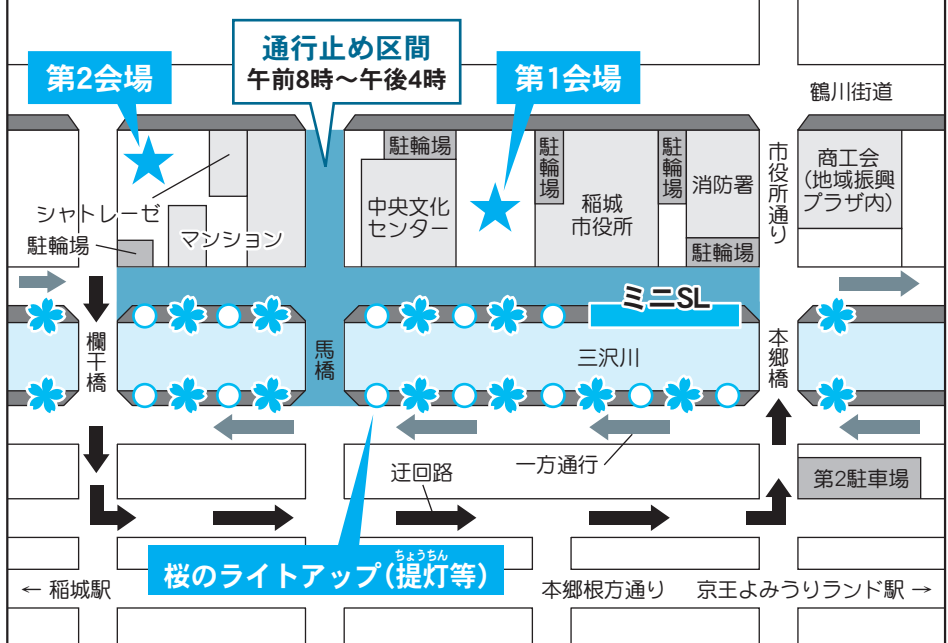 通行止め区間
午前8時～午後4時
第2会場
第1会場
鶴川街道
駐輪場
駐輪場
駐輪場
消防署
市役所通り
商工会
(地域振興
プラザ内)
中央文化
センター
稲城
市役所
シャトレーゼ
マンション
駐輪場
駐輪場
ミニSL
欄干橋
馬橋
三沢川
本郷橋
一方通行
迂回路
第2駐車場
ちょうちん
桜のライトアップ(提灯等)
← 稲城駅
本郷根方通り
京王よみうりランド駅 →